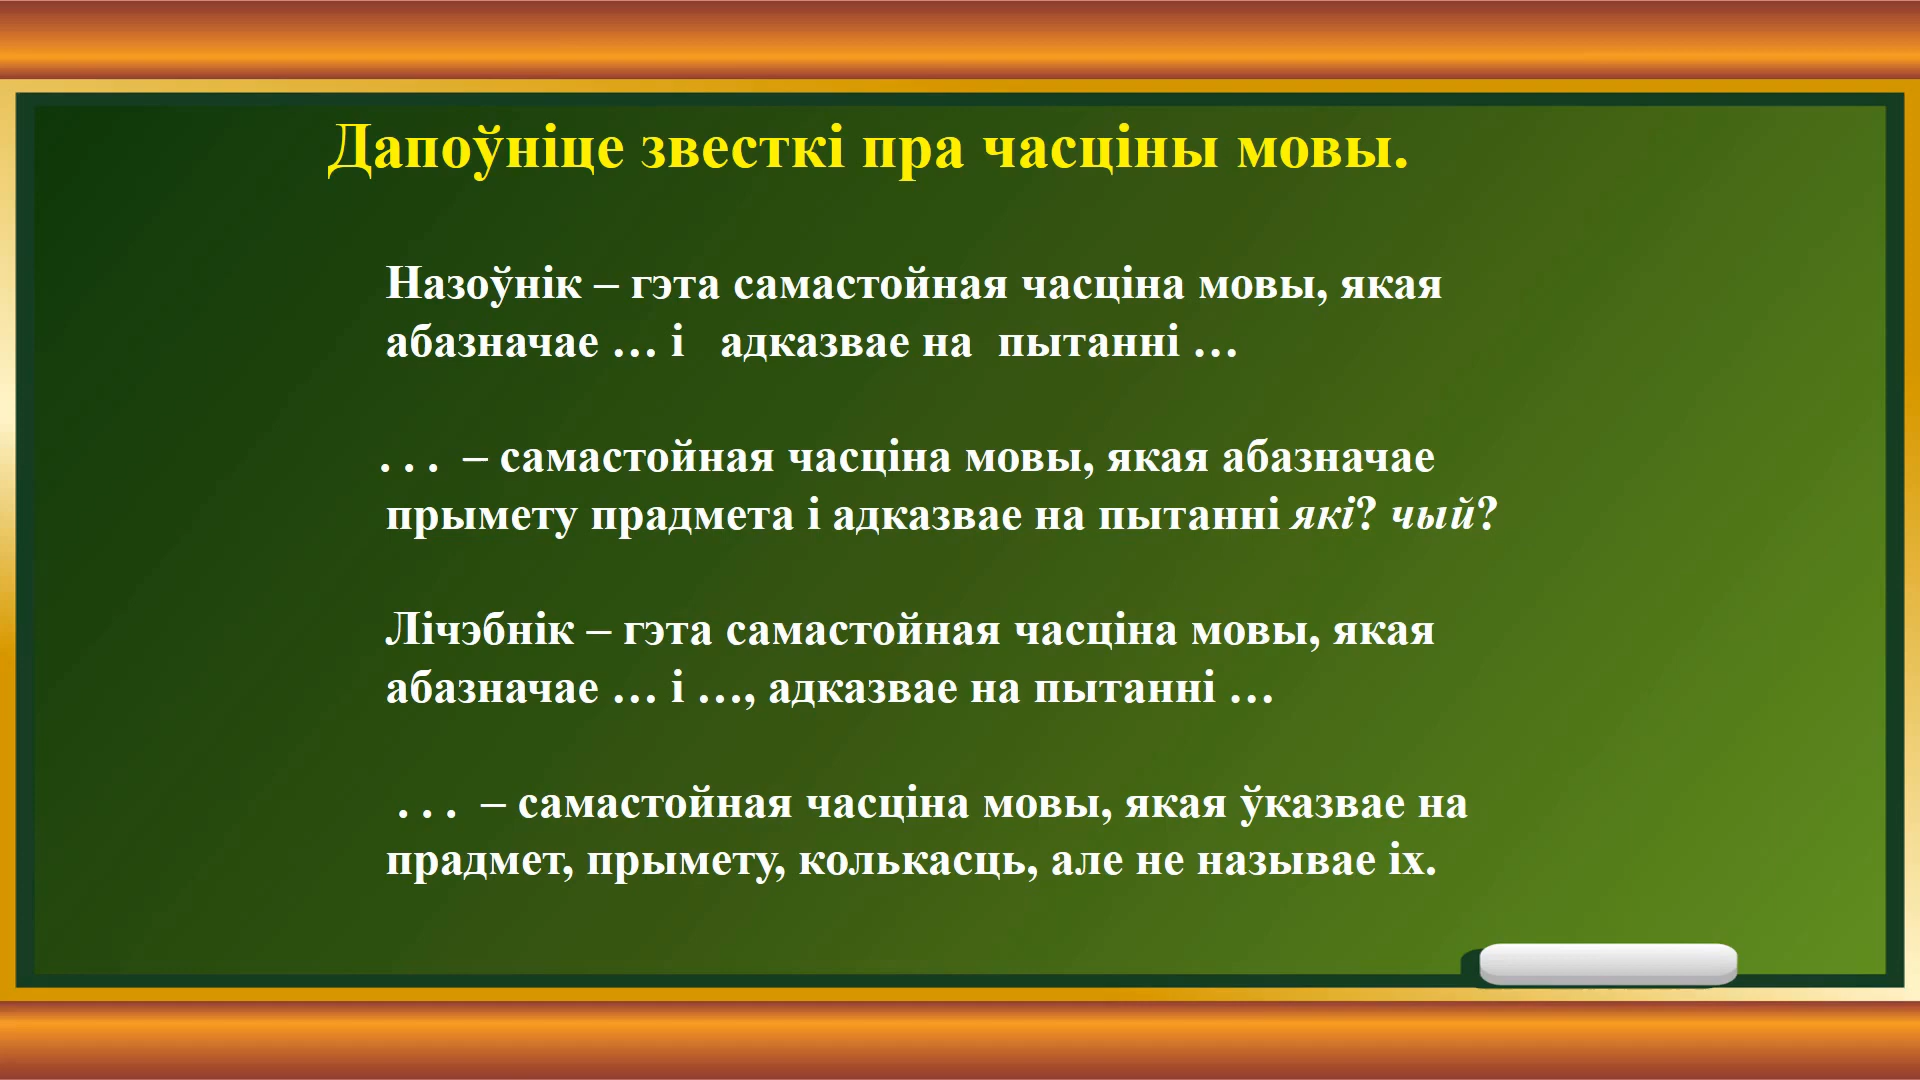 Дапоўніце звесткі пра часціны мовы.
Назоўнік – гэта самастойная часціна мовы, якая
абазначае … і адказвае на пытанні …
. . . – самастойная часціна мовы, якая абазначае
прымету прадмета і адказвае на пытанні які? чый?
Лічэбнік – гэта самастойная часціна мовы, якая
абазначае … і …, адказвае на пытанні …
. . . – самастойная часціна мовы, якая ўказвае на
прадмет, прымету, колькасць, але не называе іх.